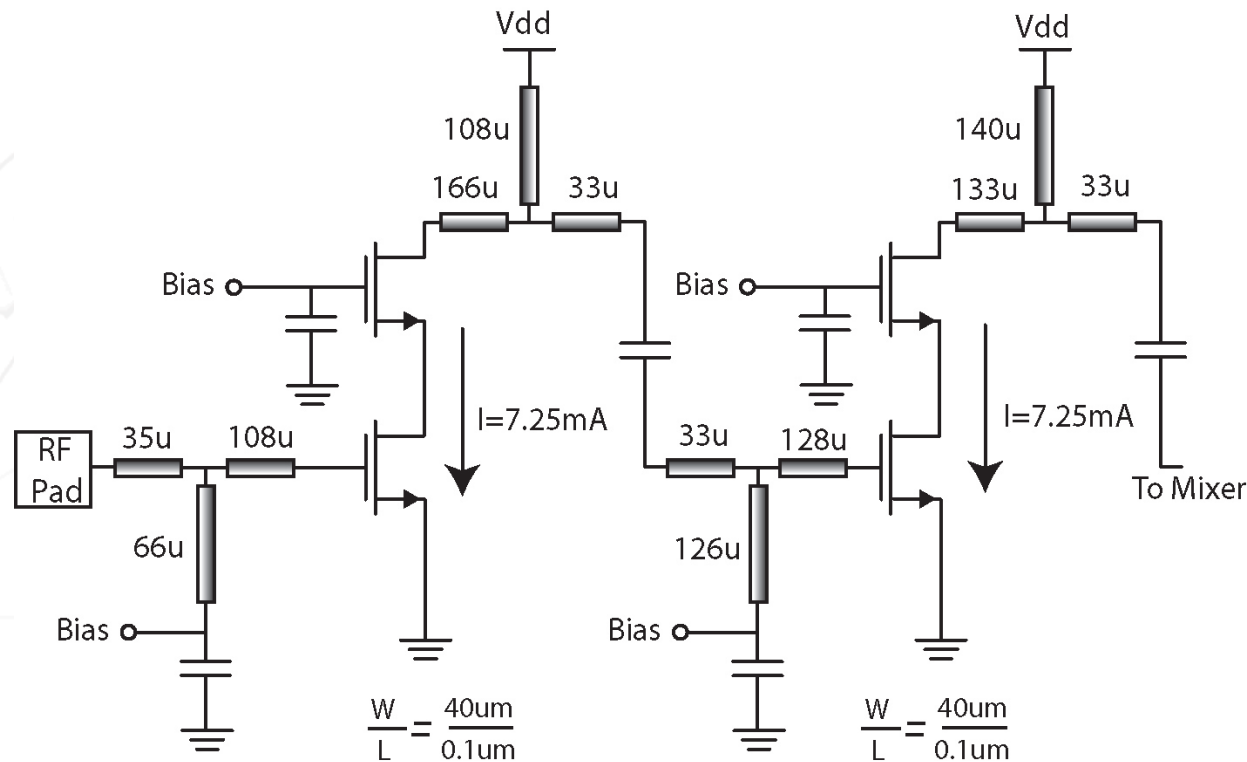 Vdd
Vdd
108u
140u
166u
33u
133u
33u
Bias
Bias
I=7.25mA
I=7.25mA
RF
Pad
35u
108u
33u
128u
To Mixer
66u
126u
Bias
Bias
W/L = 40um/0.1um
W/L = 40um/0.1um